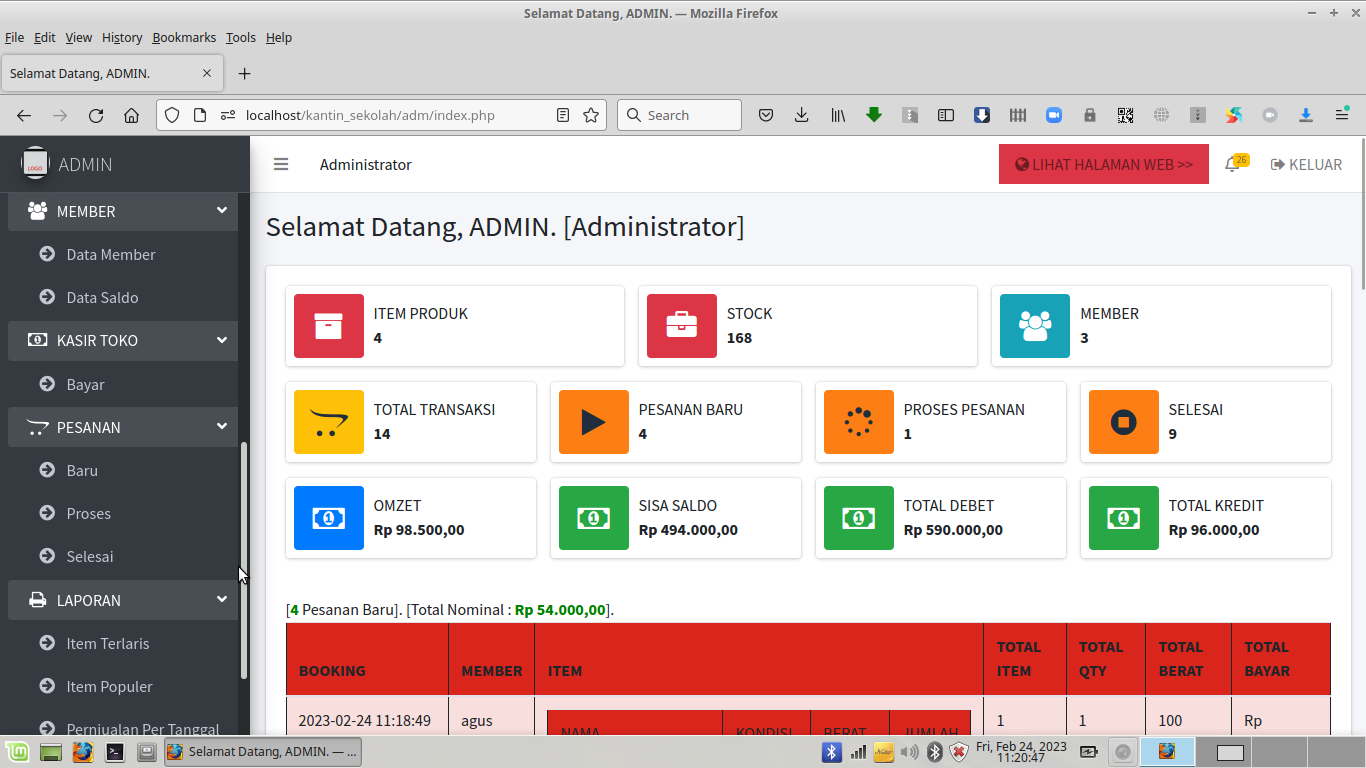 Selamat Datang, ADMIN. — Mozilla Firefox
File Edit View History Bookmarks Tools Help
Selamat Datang, ADMIN.
localhost/kantin_sekolah/adm/index.php
Search
LOGO
ADMIN
Administrator
LIHAT HALAMAN WEB >>
26
KELUAR
MEMBER
Data Member
Data Saldo
KASIR TOKO
Bayar
PESANAN
Baru
Proses
Selesai
LAPORAN
Item Terlaris
Item Populer
Pernjualan Per Tanggal
Selamat Datang, ADMIN. [Administrator]
ITEM PRODUK
4
STOCK
168
MEMBER
3
TOTAL TRANSAKSI
14
PESANAN BARU
4
PROSES PESANAN
1
SELESAI
9
OMZET
Rp 98.500,00
SISA SALDO
Rp 494.000,00
TOTAL DEBET
Rp 590.000,00
TOTAL KREDIT
Rp 96.000,00
[4 Pesanan Baru]. [Total Nominal : Rp 54.000,00].
BOOKING
MEMBER
ITEM
TOTAL ITEM
TOTAL QTY
TOTAL BERAT
TOTAL BAYAR
2023-02-24 11:18:49
agus
NAMA
KONDISI
BERAT
JUMLAH
1
1
100
Rp
Selamat Datang, ADMIN. — ...
Fri, Feb 24, 2023
11:20:47